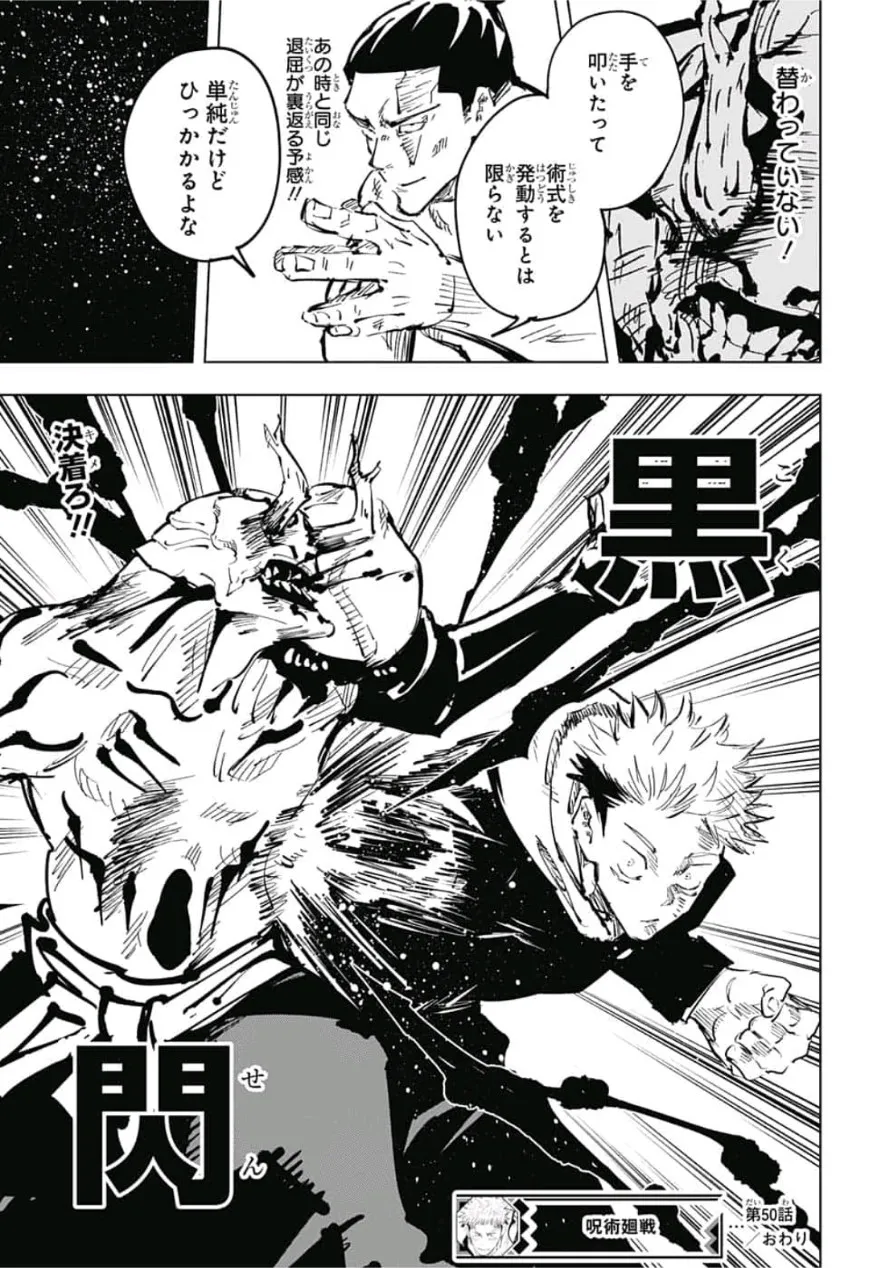 替わっていない!
手を
叩いたって
術式を
発動するとは
限らない
あの時と同じ
退屈が裏返る予感!!
単純だけど
ひっかかるよな
黒
閃
決着ろ!!
呪術廻戦
第50話
…／おわり